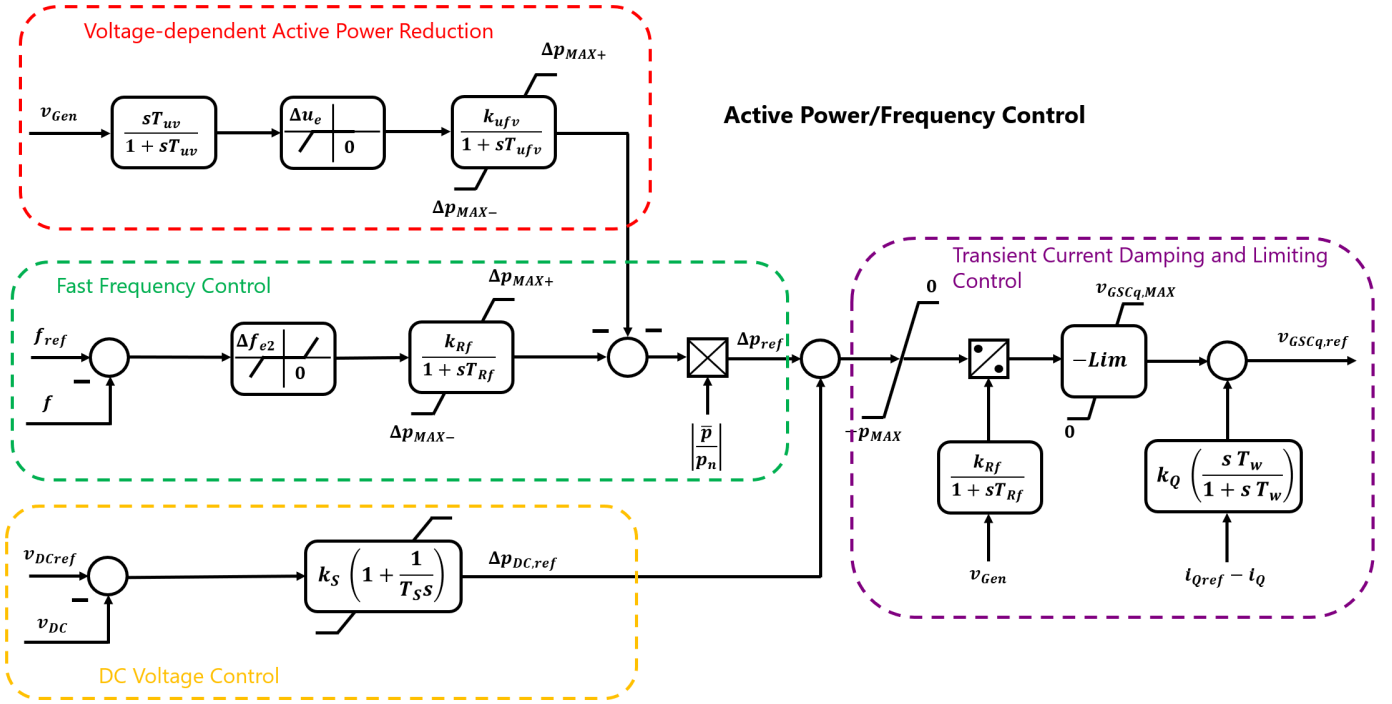 Voltage-dependent Active Power Reduction
Δp_MAX+
v_Gen
sT_uv
1 + sT_uv
Δu_e
0
k_ufv
1 + sT_ufv
Δp_MAX−
Active Power/Frequency Control
Fast Frequency Control
Δp_MAX+
f_ref
−
f
Δf_e2
0
k_Rf
1 + sT_Rf
Δp_MAX−
−
−
Δp_ref
|p̅/p_n|
Transient Current Damping and Limiting
Control
0
−p_MAX
v_GSCq,MAX
−Lim
0
v_GSCq,ref
k_Rf
1 + sT_Rf
v_Gen
k_Q (s T_w / 1 + s T_w)
i_Qref − i_Q
v_DCref
−
v_DC
k_S (1 + 1/T_S s)
Δp_DC,ref
DC Voltage Control